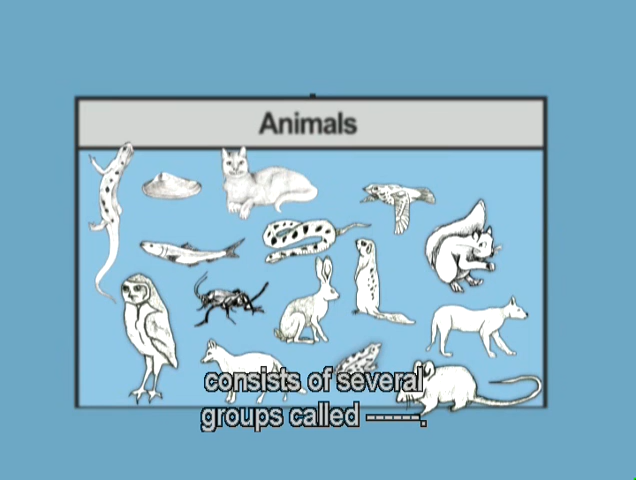 Animals
consists of several
groups called ------.